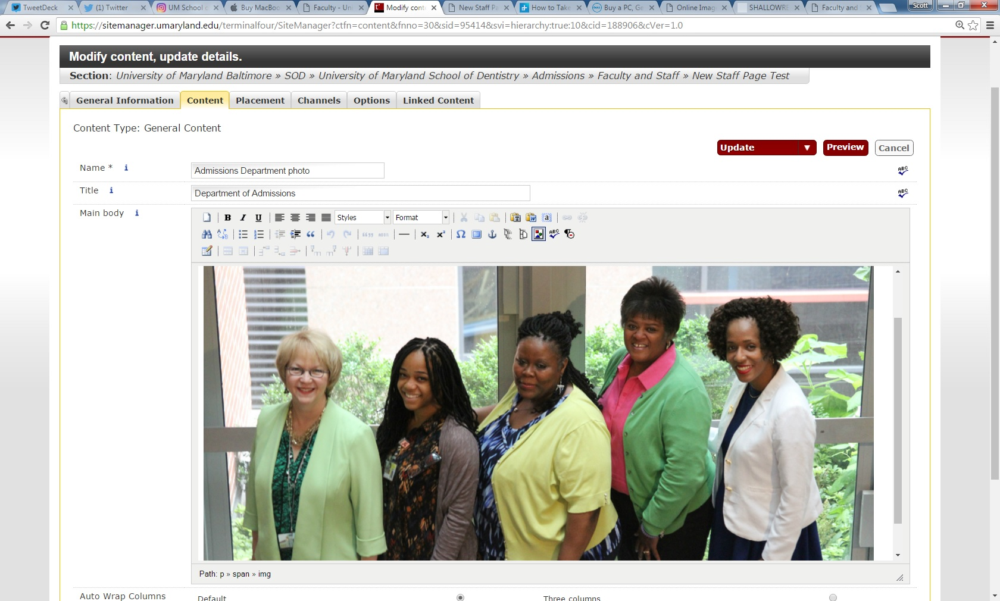 TweetDeck
(1) Twitter
UM School o
Buy MacBoo
Faculty - Uni
Modify conte
New Staff Pa
How to Take
Buy a PC, Ge
Online Imag
SHALLOWRE
Faculty and
Scott
https://sitemanager.umaryland.edu/terminalfour/SiteManager?ctfn=content&fnno=30&sid=95414&svi=hierarchy:true:10&cid=188906&cVer=1.0
Modify content, update details.
Section: University of Maryland Baltimore » SOD » University of Maryland School of Dentistry » Admissions » Faculty and Staff » New Staff Page Test
General Information Content Placement Channels Options Linked Content
Content Type: General Content
Update Preview Cancel
Name * i Admissions Department photo ABC
Title i Department of Admissions ABC
Main body i
B I U Styles Format
ABC
Path: p » span » img
Auto Wrap Columns Default Three columns